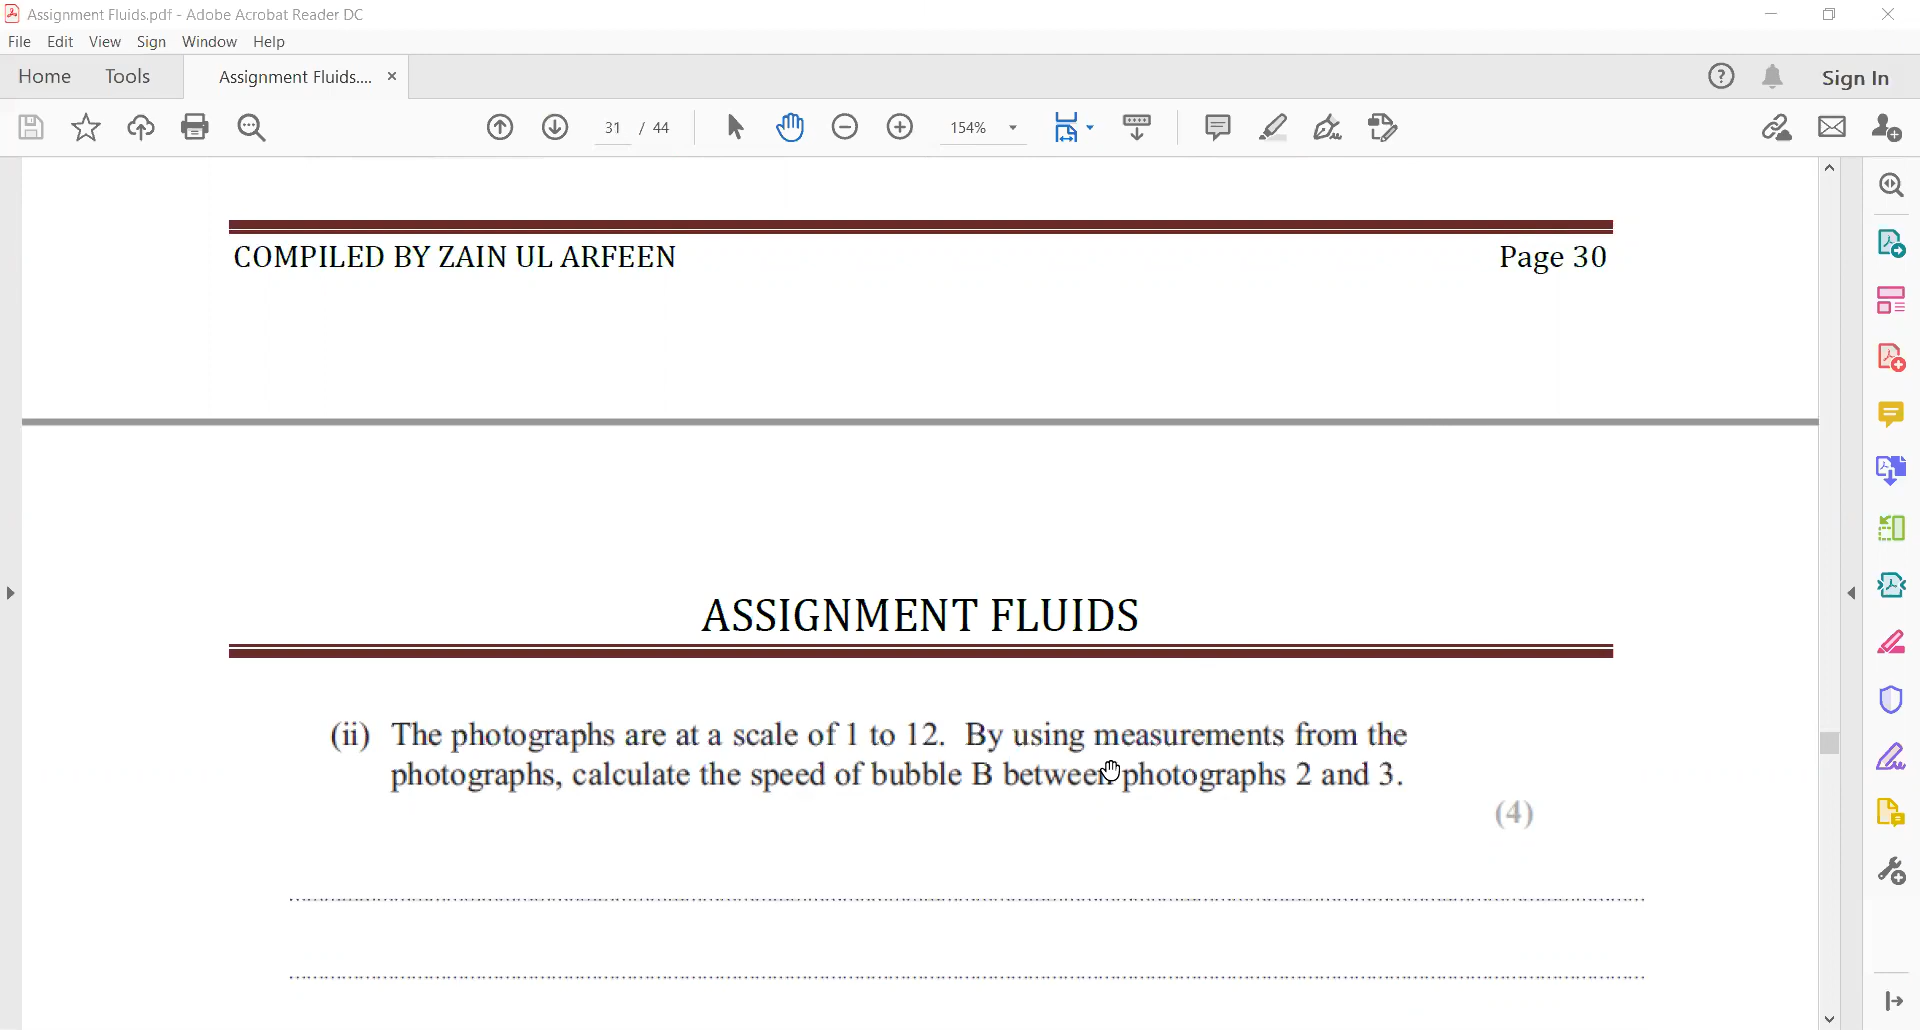 Assignment Fluids.pdf - Adobe Acrobat Reader DC
File Edit View Sign Window Help
Home Tools Assignment Fluids.... × Sign In
31 / 44 154%
COMPILED BY ZAIN UL ARFEEN Page 30
ASSIGNMENT FLUIDS
(ii) The photographs are at a scale of 1 to 12. By using measurements from the
photographs, calculate the speed of bubble B between photographs 2 and 3.
(4)